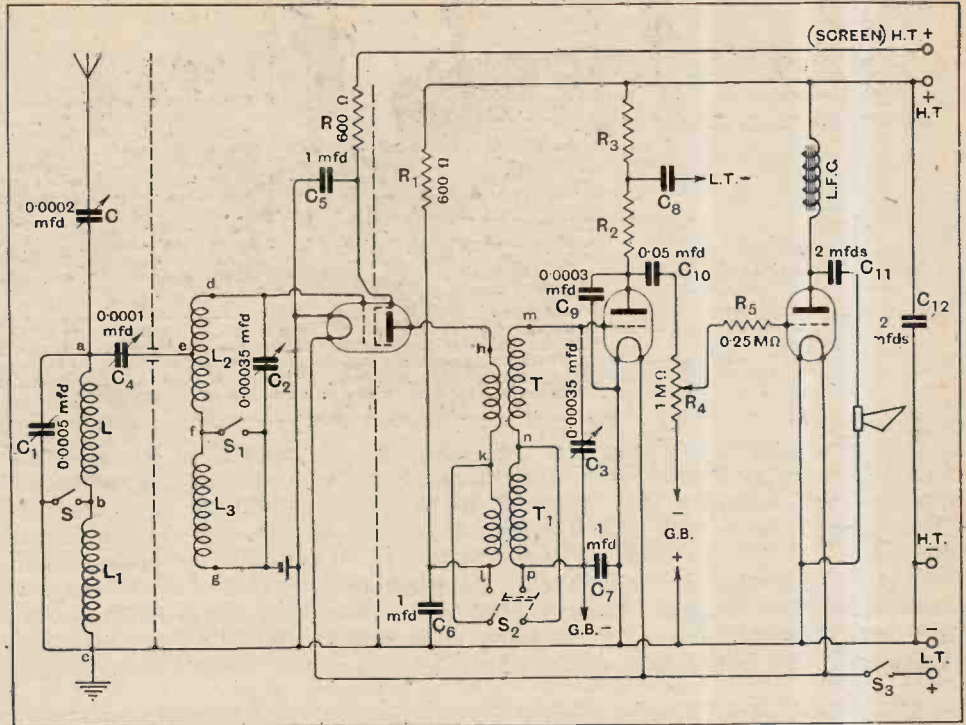 (SCREEN) H.T. +
+
H.T
R
600 Ω
1 mfd
C5
R1
600 Ω
R3
C8
L.T.-
R2
L.F.C.
0·0002
mfd
C
0·0003
mfd
C9
0·05 mfd
C10
2 mfds
C11
C12
2
mfds
0·0001
mfd
C4
a
e
d
L2
C2
0·00035 mfd
f
S1
L3
g
h
k
l
m
T
n
T1
p
S2
0·00035 mfd
C3
1
mfd
C7
G.B.-
R5
0·25 MΩ
1 MΩ
R4
-
G.B.
+
C1
0·0005 mfd
L
S
b
L1
c
1
mfd
C6
H.T.
-
-
L.T.
+
S3